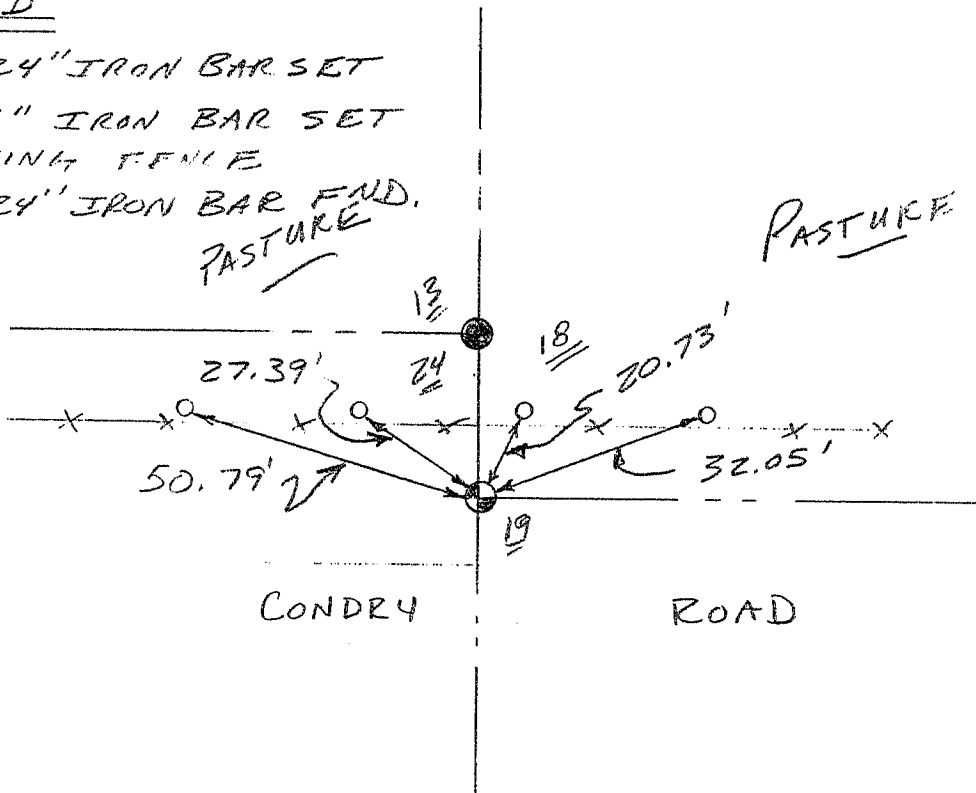 D
24" IRON BAR SET
" IRON BAR SET
ING FENCE
24" IRON BAR FND.
PASTURE
PASTURE
13
18
24
27.39'
20.73'
50.79'
32.05'
19
CONDRY ROAD